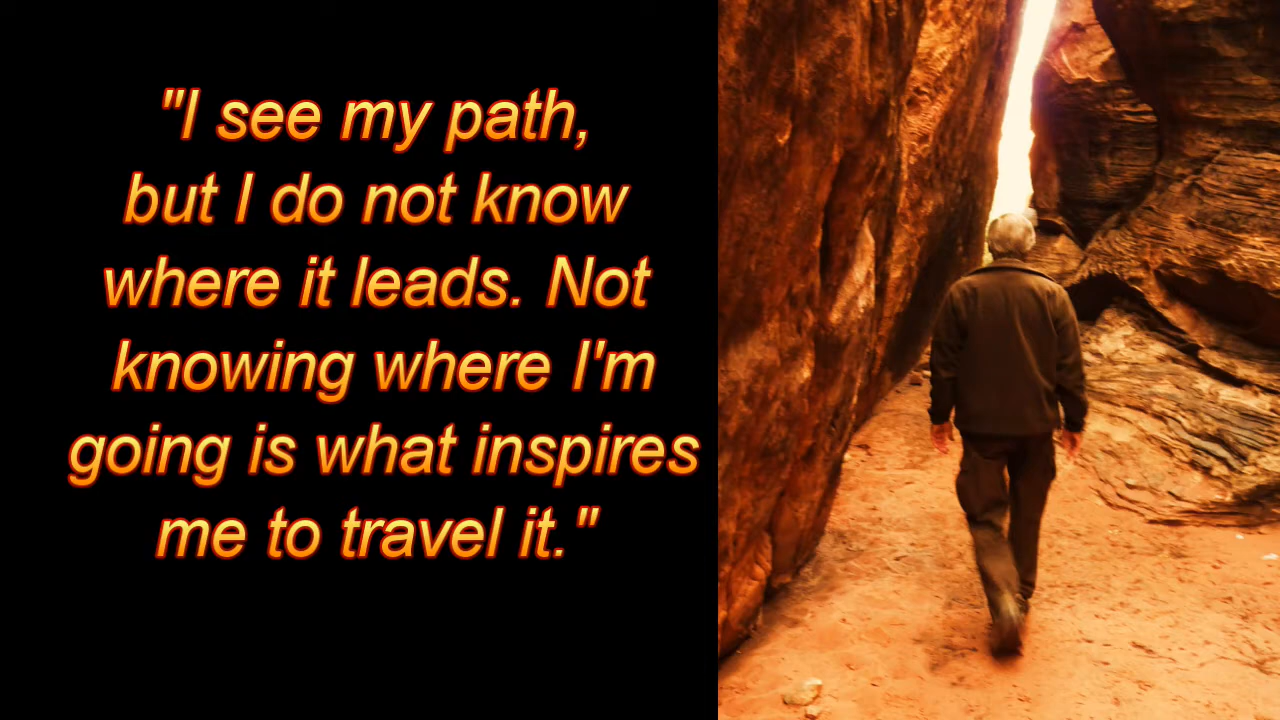 "I see my path,
but I do not know
where it leads. Not
knowing where I'm
going is what inspires
me to travel it."